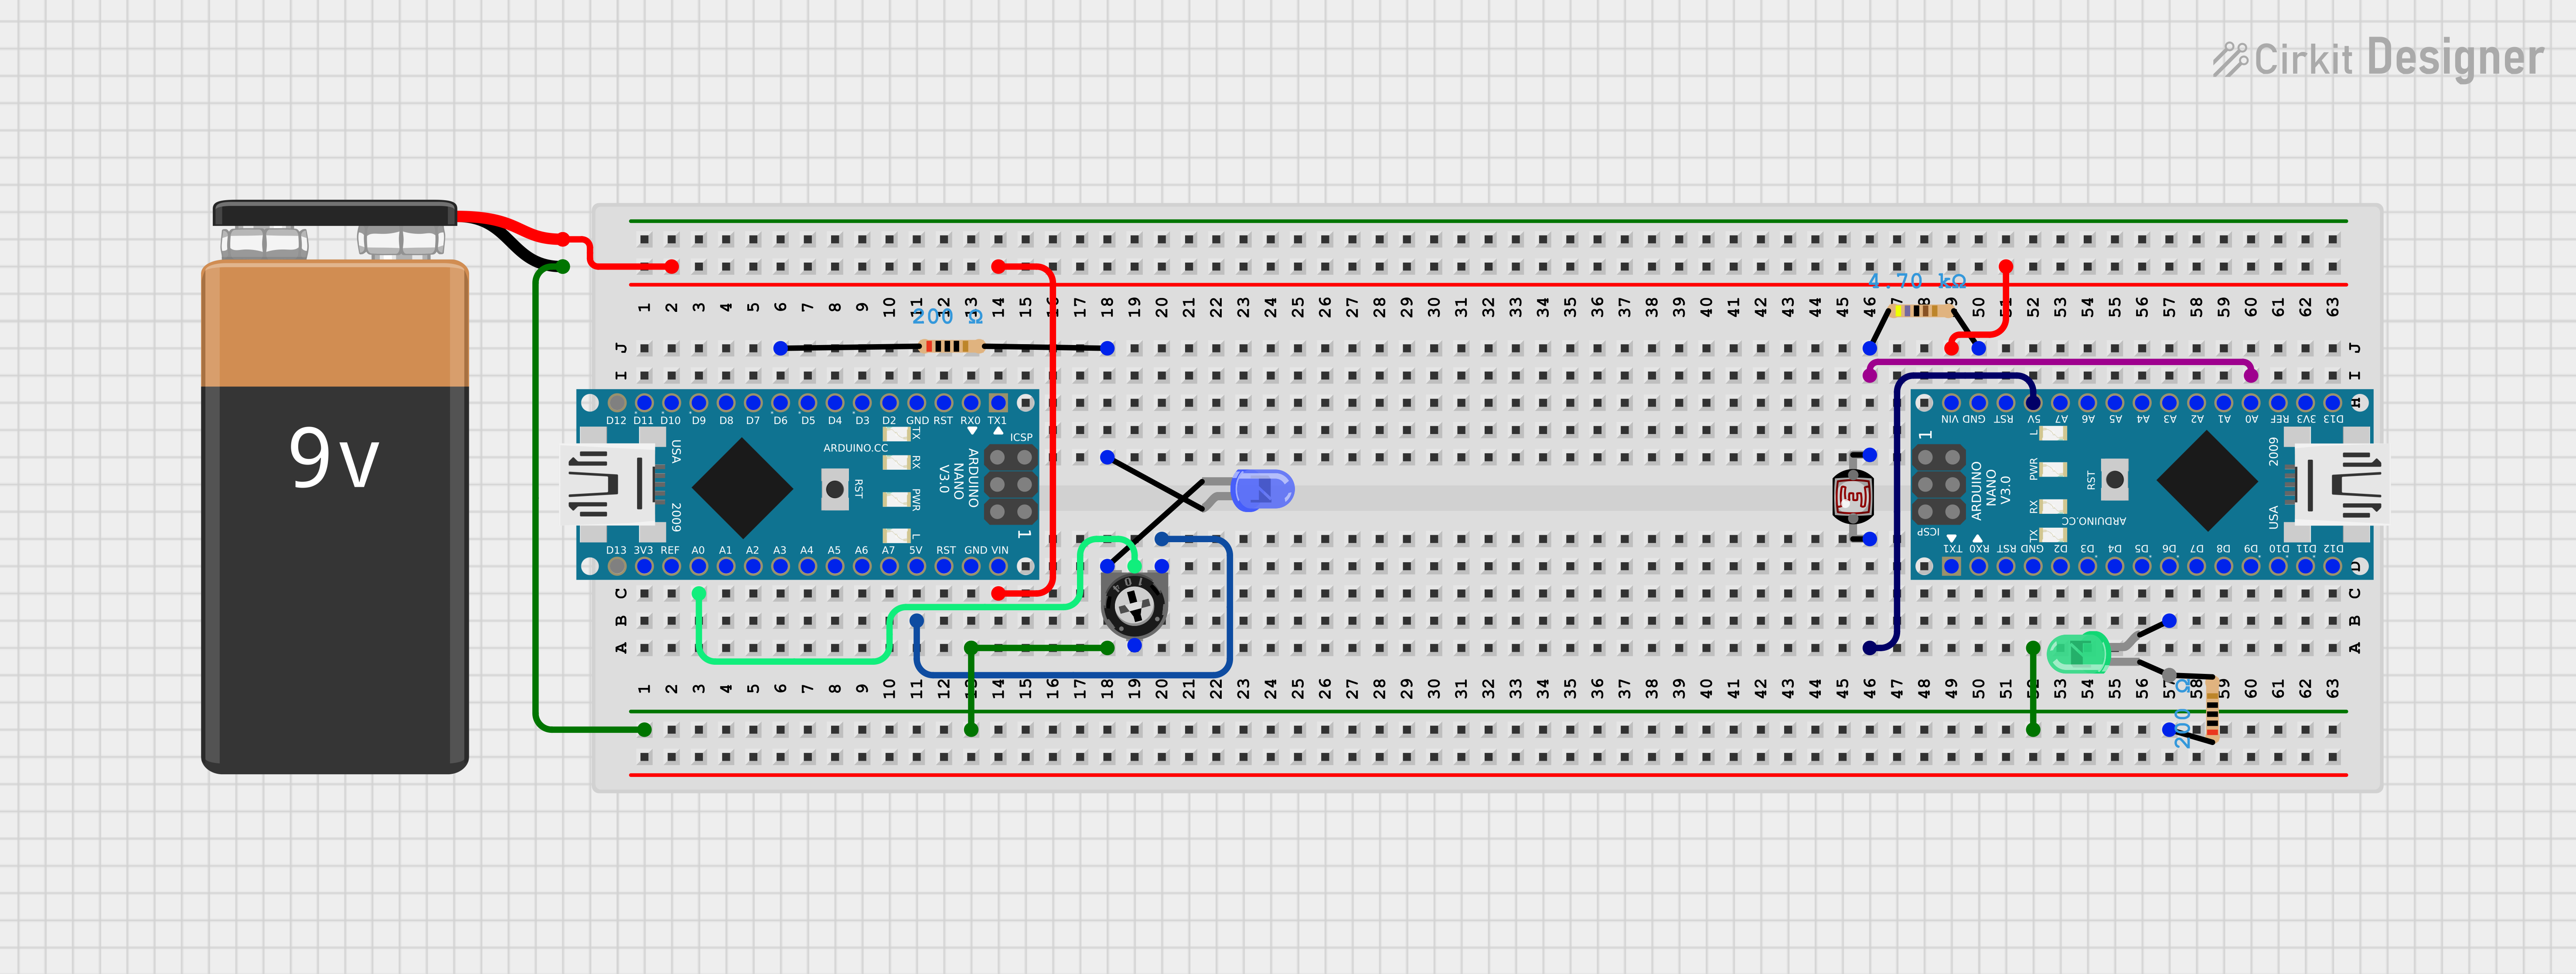 Cirkit Designer
9v
1 2 3 4 5 6 7 8 9 10 11 12 13 14 15 16 17 18 19 20 21 22 23 24 25 26 27 28 29 30 31 32 33 34 35 36 37 38 39 40 41 42 43 44 45 46 47 48 49 50 51 52 53 54 55 56 57 58 59 60 61 62 63
200 Ω
4.70 kΩ
J J
I I
H
D12 D11 D10 D9 D8 D7 D6 D5 D4 D3 D2 GND RST RX0 TX1
USA
2009
ARDUINO.CC
RST
TX
RX
PWR
L
ARDUINO
NANO
V3.0
ICSP
1
D13 3V3 REF A0 A1 A2 A3 A4 A5 A6 A7 5V RST GND VIN
VIN GND RST 5V A7 A6 A5 A4 A3 A2 A1 A0 REF 3V3 D13
1
ICSP
ARDUINO
NANO
V3.0
L
PWR
RX
TX
RST
ARDUINO.CC
2009
USA
TX1 RX0 RST GND D2 D3 D4 D5 D6 D7 D8 D9 D10 D11 D12
D
104
C C
B B
A A
1 2 3 4 5 6 7 8 9 10 11 12 13 14 15 16 17 18 19 20 21 22 23 24 25 26 27 28 29 30 31 32 33 34 35 36 37 38 39 40 41 42 43 44 45 46 47 48 49 50 51 52 53 54 55 56 57 58 59 60 61 62 63
200 Ω